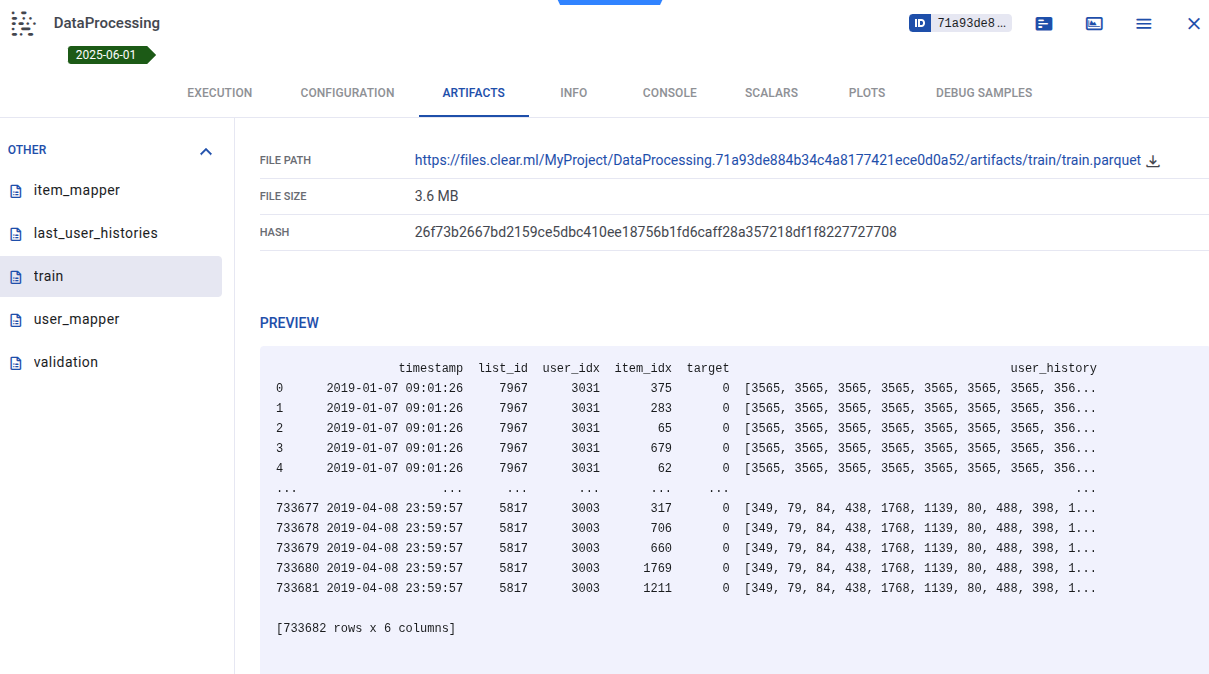 DataProcessing
ID 71a93de8...
2025-06-01
EXECUTION CONFIGURATION ARTIFACTS INFO CONSOLE SCALARS PLOTS DEBUG SAMPLES
OTHER
item_mapper
last_user_histories
train
user_mapper
validation
FILE PATH https://files.clear.ml/MyProject/DataProcessing.71a93de884b34c4a8177421ece0d0a52/artifacts/train/train.parquet
FILE SIZE 3.6 MB
HASH 26f73b2667bd2159ce5dbc410ee18756b1fd6caff28a357218df1f8227727708
PREVIEW
timestamp list_id user_idx item_idx target user_history
0 2019-01-07 09:01:26 7967 3031 375 0 [3565, 3565, 3565, 3565, 3565, 3565, 3565, 356...
1 2019-01-07 09:01:26 7967 3031 283 0 [3565, 3565, 3565, 3565, 3565, 3565, 3565, 356...
2 2019-01-07 09:01:26 7967 3031 65 0 [3565, 3565, 3565, 3565, 3565, 3565, 3565, 356...
3 2019-01-07 09:01:26 7967 3031 679 0 [3565, 3565, 3565, 3565, 3565, 3565, 3565, 356...
4 2019-01-07 09:01:26 7967 3031 62 0 [3565, 3565, 3565, 3565, 3565, 3565, 3565, 356...
... ... ... ... ... ... ...
733677 2019-04-08 23:59:57 5817 3003 317 0 [349, 79, 84, 438, 1768, 1139, 80, 488, 398, 1...
733678 2019-04-08 23:59:57 5817 3003 706 0 [349, 79, 84, 438, 1768, 1139, 80, 488, 398, 1...
733679 2019-04-08 23:59:57 5817 3003 660 0 [349, 79, 84, 438, 1768, 1139, 80, 488, 398, 1...
733680 2019-04-08 23:59:57 5817 3003 1769 0 [349, 79, 84, 438, 1768, 1139, 80, 488, 398, 1...
733681 2019-04-08 23:59:57 5817 3003 1211 0 [349, 79, 84, 438, 1768, 1139, 80, 488, 398, 1...
[733682 rows x 6 columns]